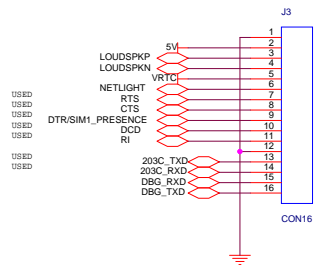 J3
1
5V 2
LOUDSPKP 3
LOUDSPKN 4
VRTC 5
NETLIGHT 6
USED RTS 7
USED CTS 8
USED DTR/SIM1_PRESENCE 9
USED DCD 10
USED RI 11
12
USED 203C_TXD 13
USED 203C_RXD 14
DBG_RXD 15
DBG_TXD 16
CON16